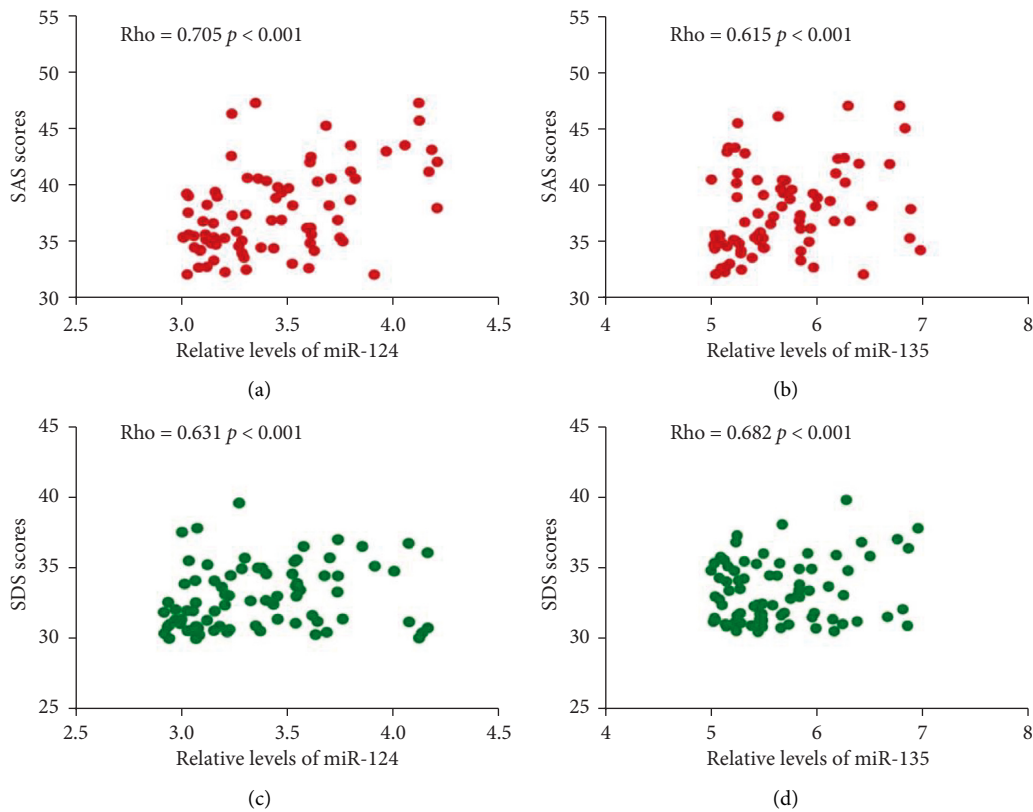 Rho = 0.705 p < 0.001
SAS scores
55
50
45
40
35
30
2.5 3.0 3.5 4.0 4.5
Relative levels of miR-124
(a)
Rho = 0.615 p < 0.001
SAS scores
55
50
45
40
35
30
4 5 6 7 8
Relative levels of miR-135
(b)
Rho = 0.631 p < 0.001
SDS scores
45
40
35
30
25
2.5 3.0 3.5 4.0 4.5
Relative levels of miR-124
(c)
Rho = 0.682 p < 0.001
SDS scores
45
40
35
30
25
4 5 6 7 8
Relative levels of miR-135
(d)